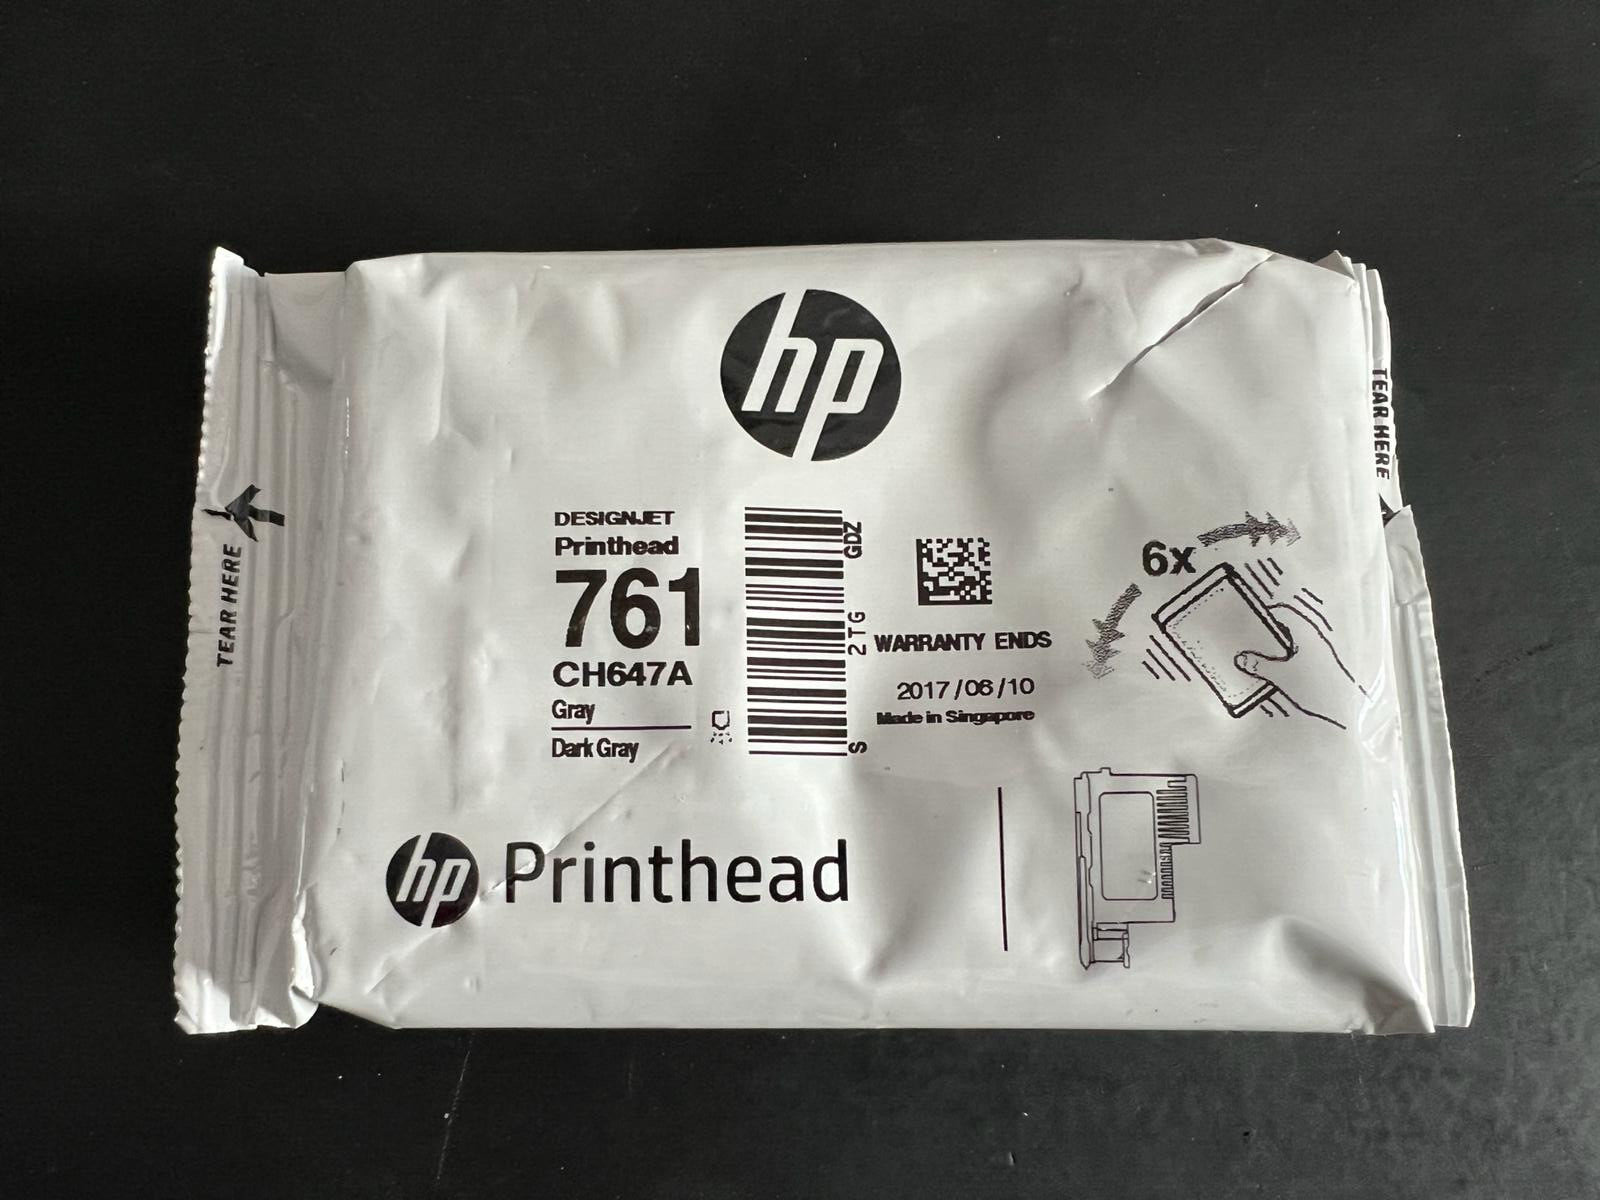 hp
DESIGNJET
Printhead
761
CH647A
Gray
Dark Gray
GDZ
2TG
S
WARRANTY ENDS
2017/06/10
Made in Singapore
6x
TEAR HERE
TEAR HERE
hp Printhead